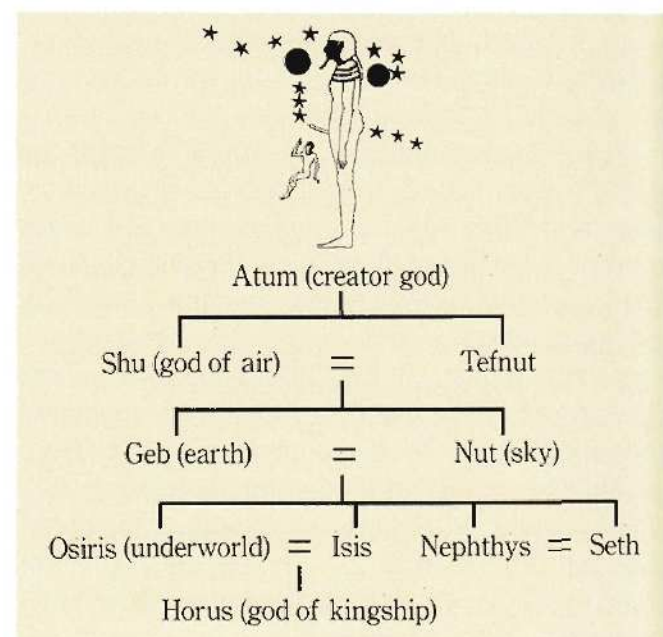 Atum (creator god)
Shu (god of air) = Tefnut
Geb (earth) = Nut (sky)
Osiris (underworld) = Isis Nephthys = Seth
Horus (god of kingship)